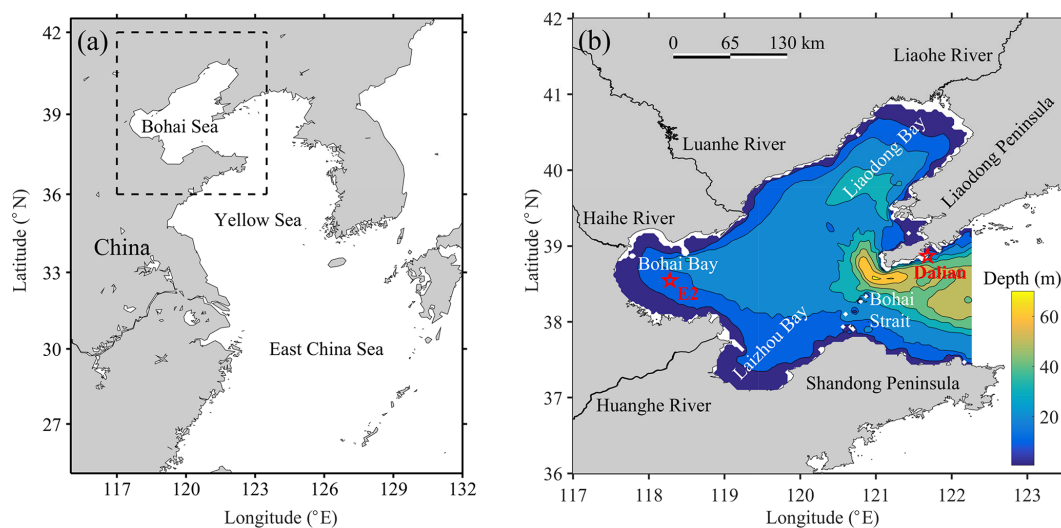 (a)
42
39
36
33
30
27
Latitude (° N)
117
120
123
126
129
132
Longitude (°E)
Bohai Sea
Yellow Sea
China
East China Sea
(b)
0 65 130 km
42
41
40
39
38
37
36
Latitude (° N)
117
118
119
120
121
122
123
Longitude (°E)
Liaohe River
Luanhe River
Liaodong Bay
Liaodong Peninsula
Haihe River
Bohai Bay
E2
Dalian
Bohai
Strait
Laizhou Bay
Shandong Peninsula
Huanghe River
Depth (m)
60
40
20